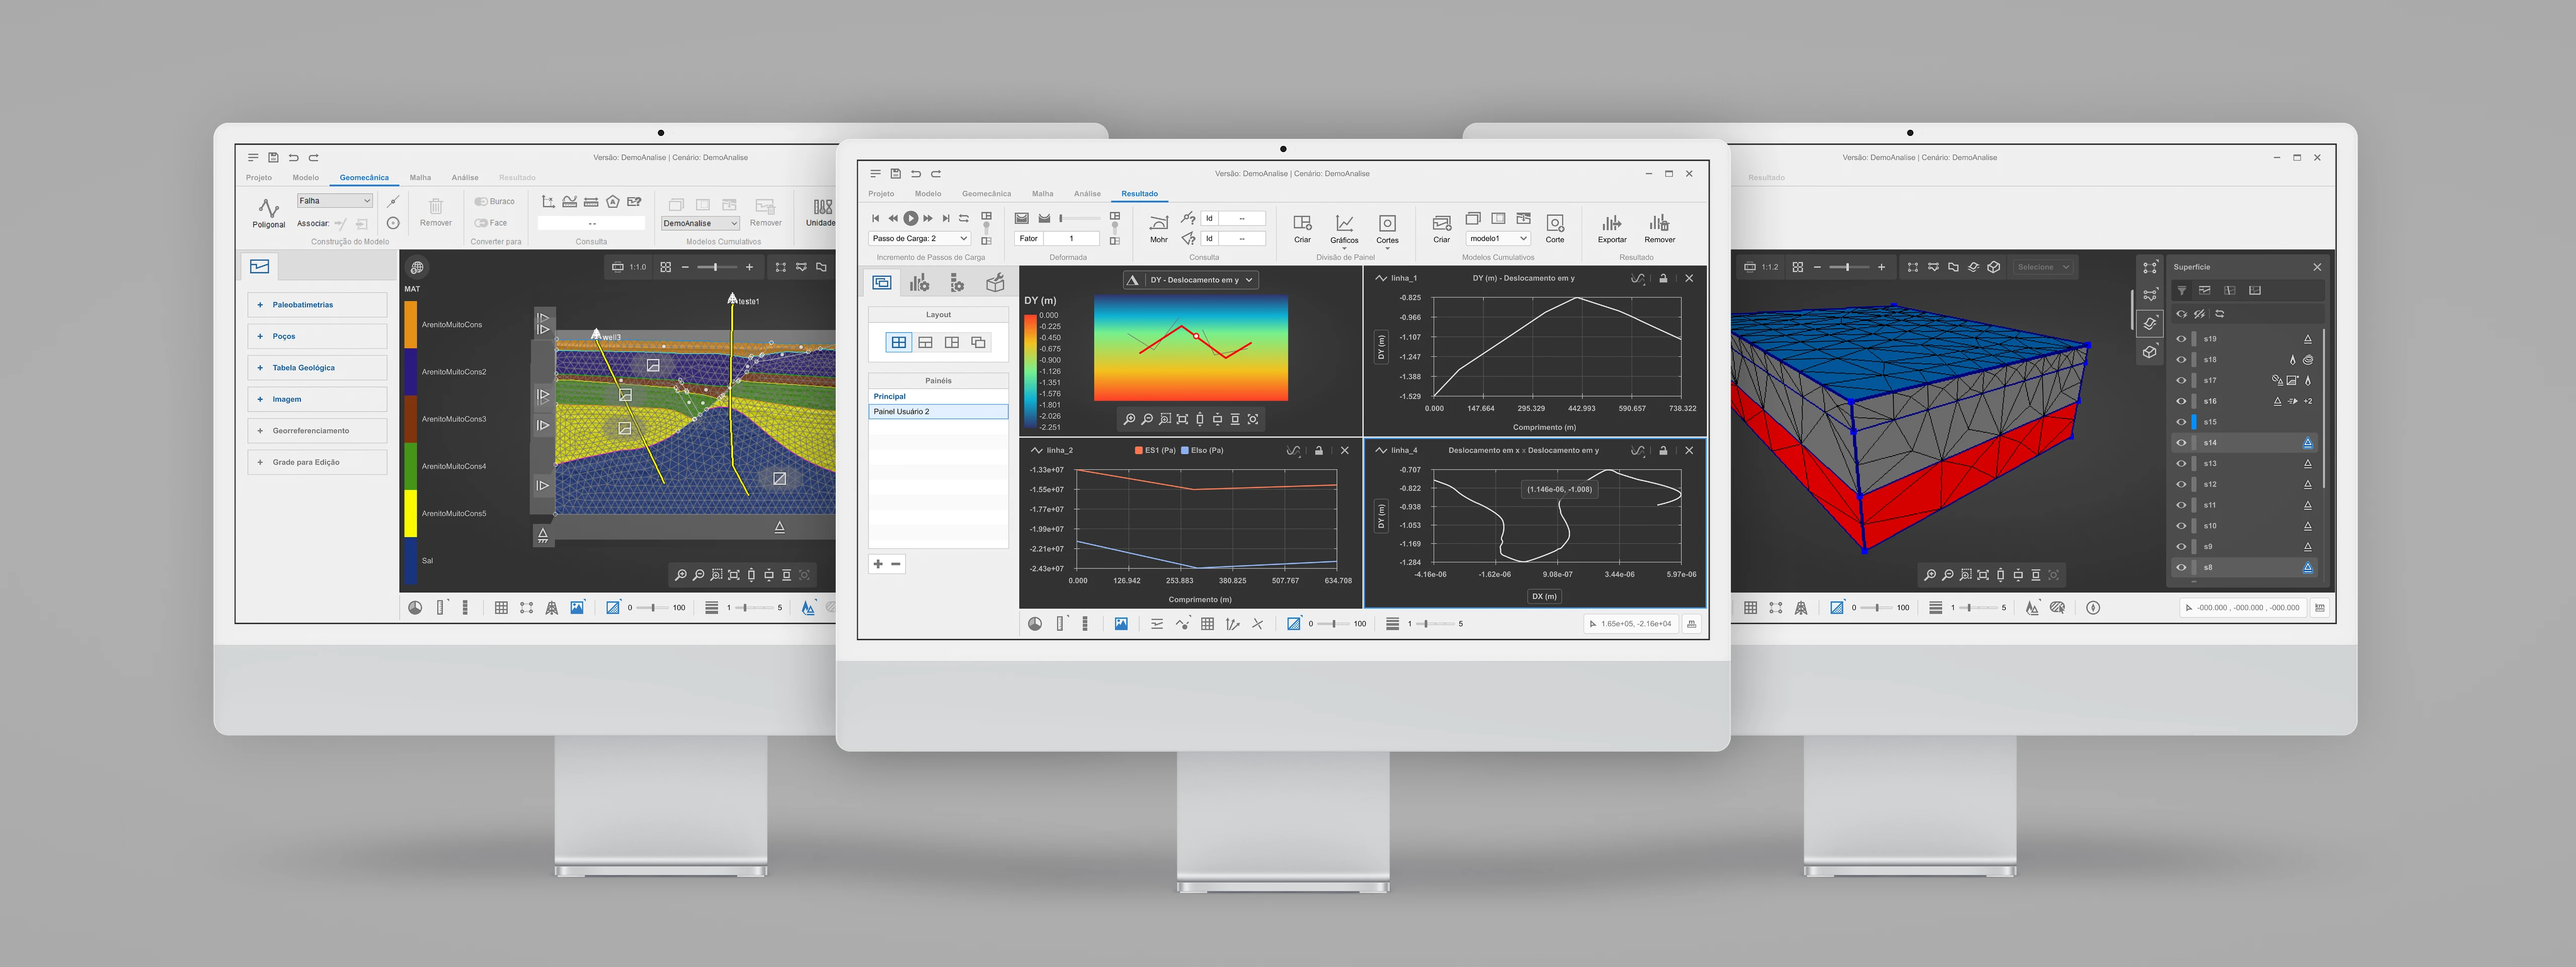 Versão: DemoAnalise | Cenário: DemoAnalise
Projeto Modelo Geomecânica Malha Análise Resultado
Falha
Poligonal
Associar:
Remover
Buraco
Face
- -
DemoAnalise
Remover
Unidade
Construção do Modelo
Converter para
Consulta
Modelos Cumulativos
+ Paleobatimetrias
+ Poços
+ Tabela Geológica
+ Imagem
+ Georreferenciamento
+ Grade para Edição
1:1.0
MAT
ArenitoMuitoCons
ArenitoMuitoCons2
ArenitoMuitoCons3
ArenitoMuitoCons4
ArenitoMuitoCons5
Sal
teste1
well3
0 100
1 5
Versão: DemoAnalise | Cenário: DemoAnalise
Projeto Modelo Geomecânica Malha Análise Resultado
Passo de Carga: 2
Incremento de Passos de Carga
Fator 1
Deformada
Mohr
Id --
Id --
Consulta
Criar Gráficos Cortes
Divisão de Painel
Criar
modelo1
Corte
Modelos Cumulativos
Exportar Remover
Resultado
Layout
Painéis
Principal
Painel Usuário 2
DY - Deslocamento em y
DY (m)
0.000
-0.225
-0.450
-0.675
-0.900
-1.126
-1.351
-1.576
-1.801
-2.026
-2.251
linha_1
DY (m) - Deslocamento em y
DY (m)
-0.825
-0.966
-1.107
-1.247
-1.388
-1.529
0.000 147.664 295.329 442.993 590.657 738.322
Comprimento (m)
linha_2
ES1 (Pa) EIso (Pa)
-1.33e+07
-1.55e+07
-1.77e+07
-1.99e+07
-2.21e+07
-2.43e+07
0.000 126.942 253.883 380.825 507.767 634.708
Comprimento (m)
linha_4
Deslocamento em x x Deslocamento em y
DY (m)
-0.707
-0.822
-0.938
-1.053
-1.169
-1.284
(1.146e-06, -1.008)
-4.16e-06 -1.62e-06 9.08e-07 3.44e-06 5.97e-06
DX (m)
0 100
1 5
1.65e+05, -2.16e+04
Versão: DemoAnalise | Cenário: DemoAnalise
Resultado
1:1.2
Selecione
Superfície
s19
s18
s17
s16 +2
s15
s14
s13
s12
s11
s10
s9
s8
0 100
1 5
-000.000 , -000.000 , -000.000